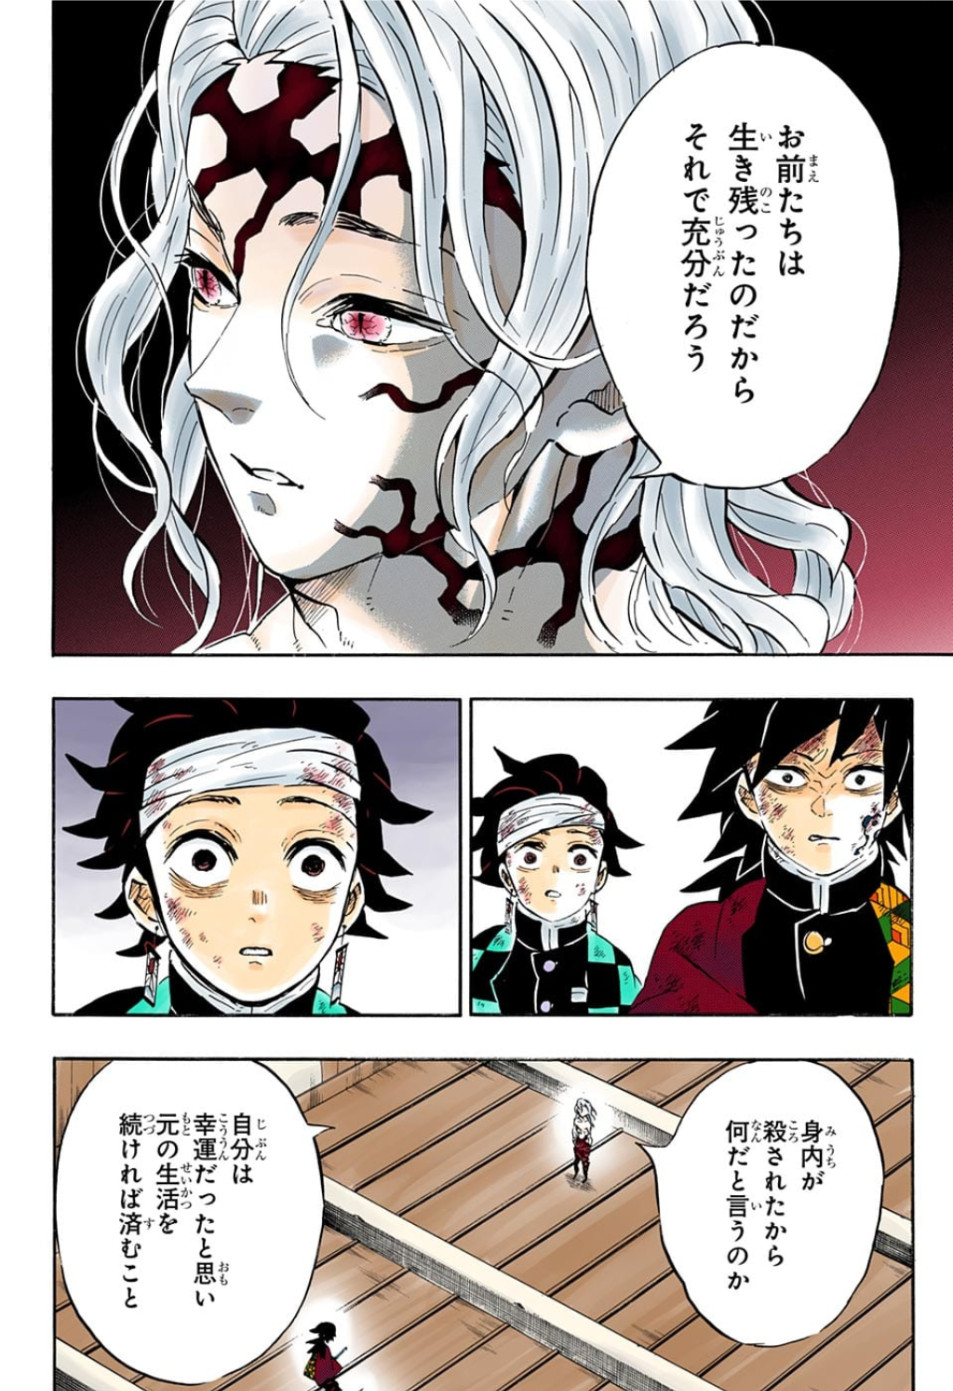 お前たちは
生き残ったのだから
それで充分だろう
身内が
殺されたから
何だと言うのか
自分は
幸運だったと思い
元の生活を
続ければ済むこと